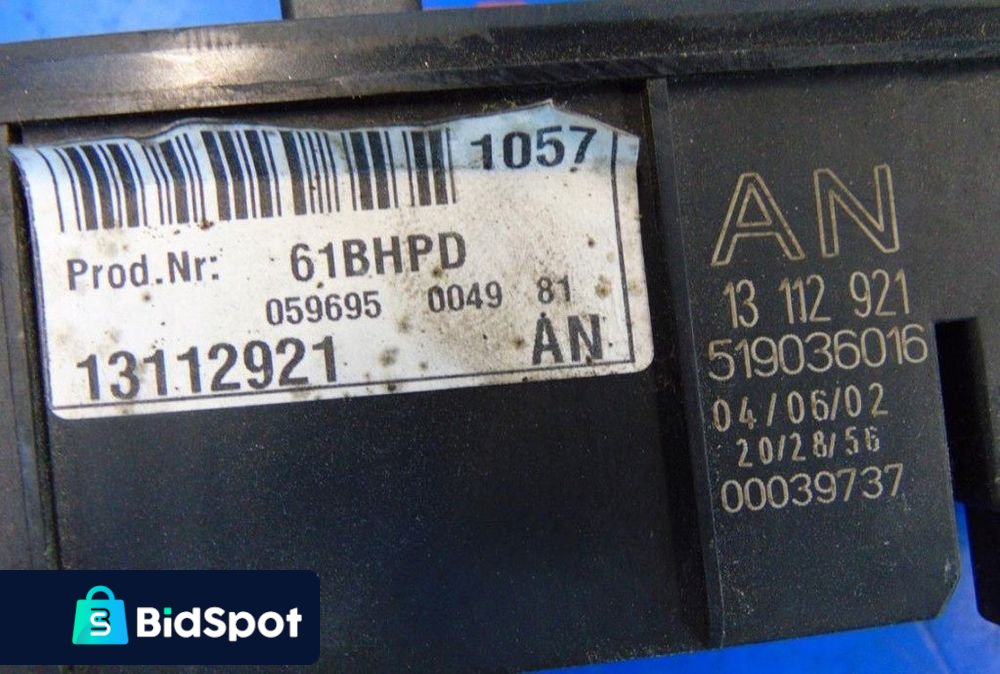 1057
Prod.Nr: 61BHPD
059695 0049 81
13112921 AN
AN
13 112 921
519036016
04/06/02
20/28/56
00039737
BidSpot